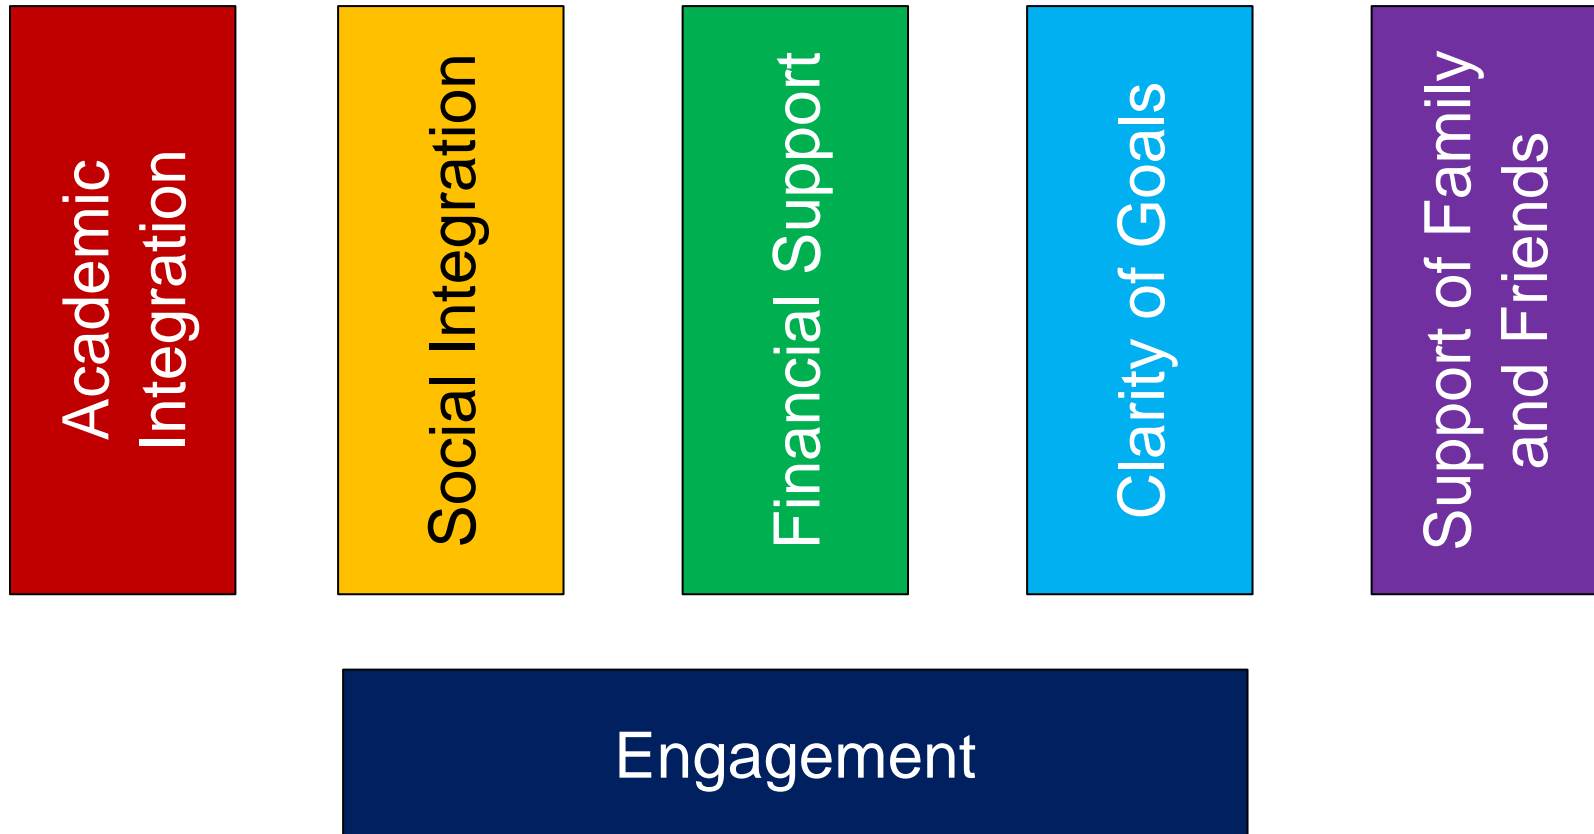 Academic
Integration
Social Integration
Financial Support
Clarity of Goals
Support of Family
and Friends
Engagement